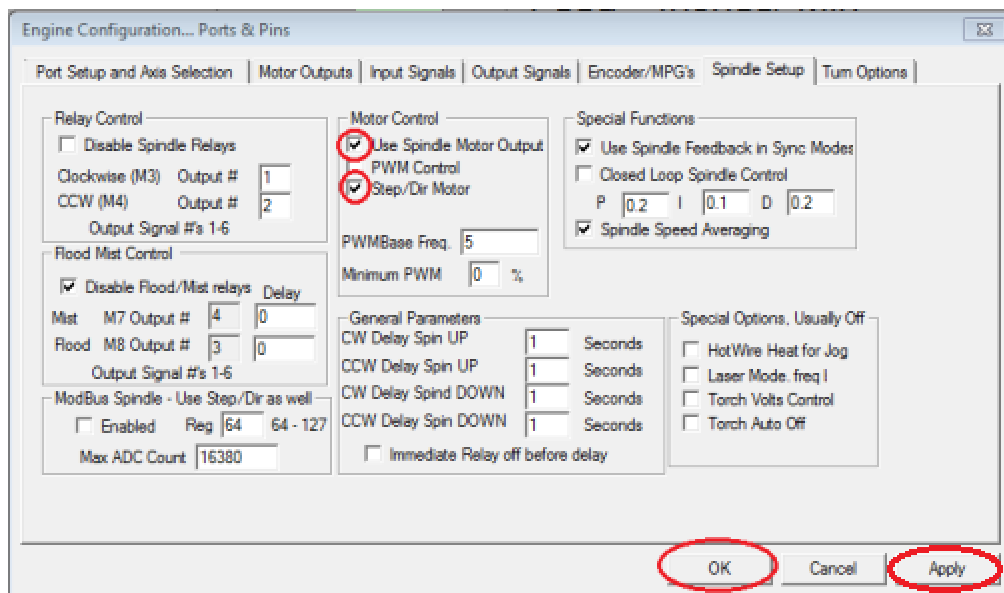 Engine Configuration... Ports & Pins
Port Setup and Axis Selection
Motor Outputs
Input Signals
Output Signals
Encoder/MPG's
Spindle Setup
Turn Options
Relay Control
Disable Spindle Relays
Clockwise (M3) Output # 1
CCW (M4) Output # 2
Output Signal #'s 1-6
Flood Mist Control
Disable Flood/Mist relays Delay
Mist M7 Output # 4 0
Flood M8 Output # 3 0
Output Signal #'s 1-6
ModBus Spindle - Use Step/Dir as well
Enabled Reg 64 64 - 127
Max ADC Count 16380
Motor Control
Use Spindle Motor Output
PWM Control
Step/Dir Motor
PWMBase Freq. 5
Minimum PWM 0 %
General Parameters
CW Delay Spin UP 1 Seconds
CCW Delay Spin UP 1 Seconds
CW Delay Spind DOWN 1 Seconds
CCW Delay Spin DOWN 1 Seconds
Immediate Relay off before delay
Special Functions
Use Spindle Feedback in Sync Modes
Closed Loop Spindle Control
P 0.2 I 0.1 D 0.2
Spindle Speed Averaging
Special Options, Usually Off
HotWire Heat for Jog
Laser Mode. freq I
Torch Volts Control
Torch Auto Off
OK
Cancel
Apply